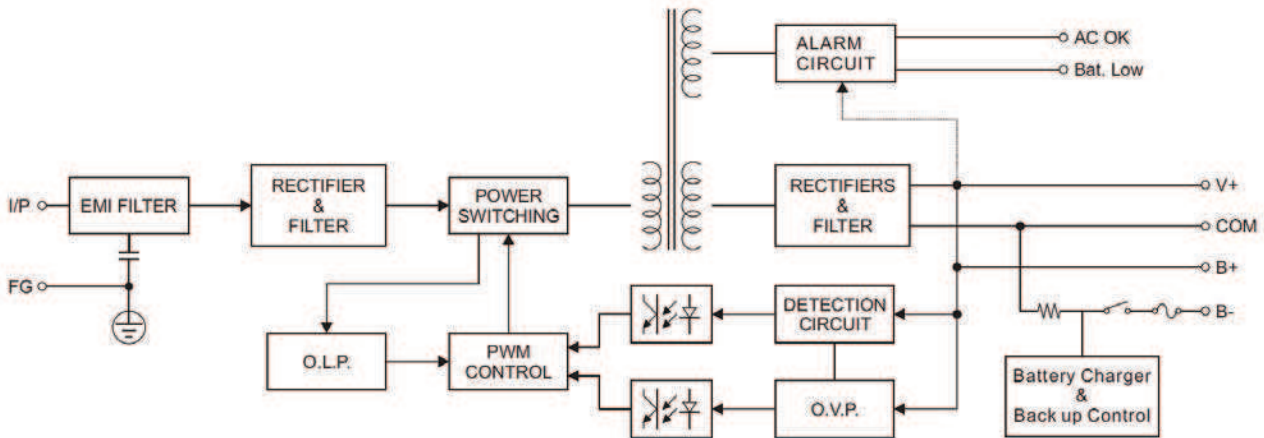 ALARM
CIRCUIT
AC OK
Bat. Low
I/P
EMI FILTER
RECTIFIER
&
FILTER
POWER
SWITCHING
RECTIFIERS
&
FILTER
V+
COM
FG
B+
B-
O.L.P.
PWM
CONTROL
DETECTION
CIRCUIT
O.V.P.
Battery Charger
&
Back up Control